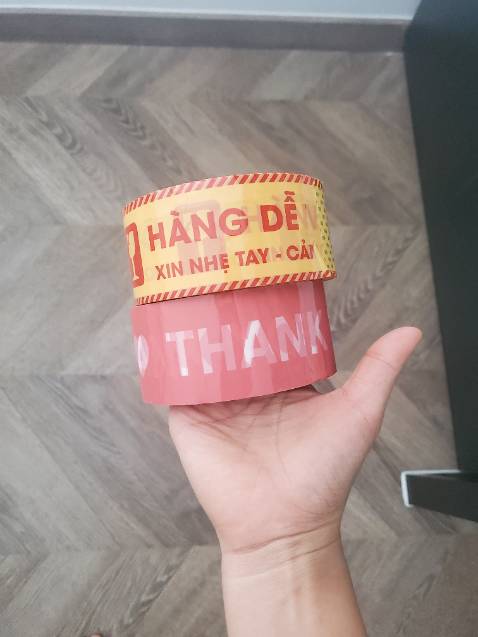 HÀNG DỄ
XIN NHẸ TAY - CẢ
THANK